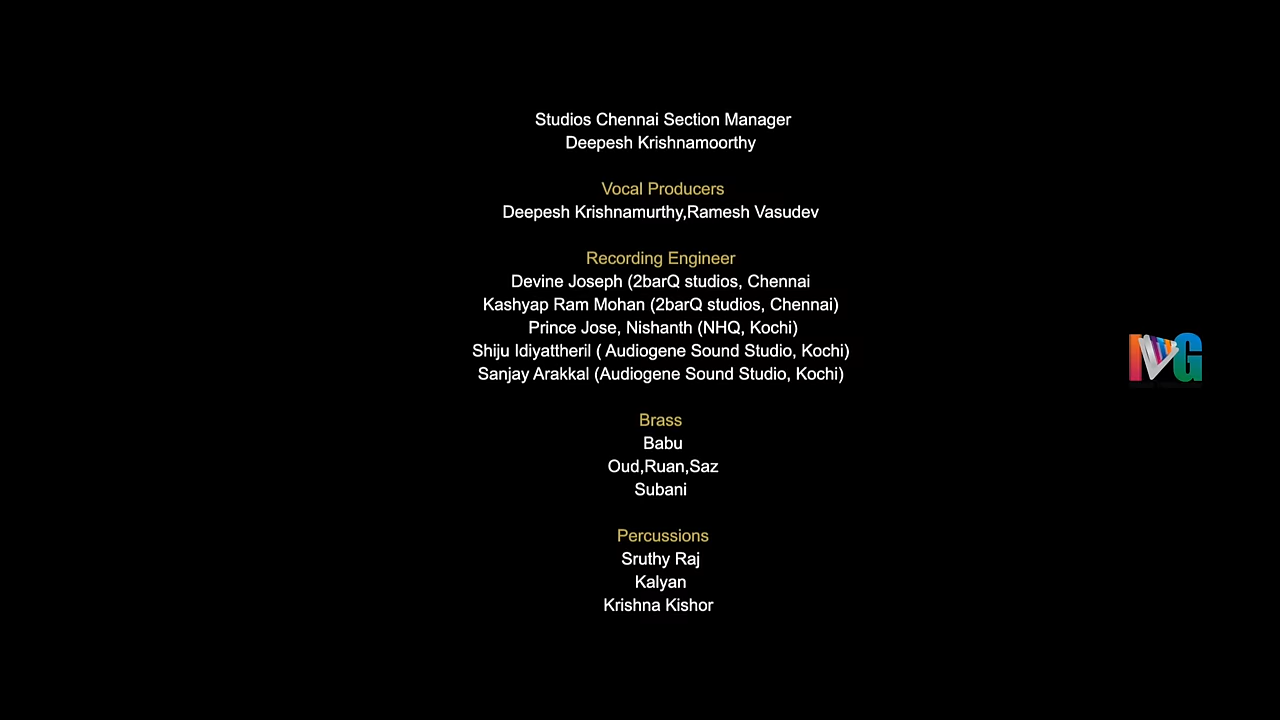 Studios Chennai Section Manager
Deepesh Krishnamoorthy
Vocal Producers
Deepesh Krishnamurthy,Ramesh Vasudev
Recording Engineer
Devine Joseph (2barQ studios, Chennai
Kashyap Ram Mohan (2barQ studios, Chennai)
Prince Jose, Nishanth (NHQ, Kochi)
Shiju Idiyattheril ( Audiogene Sound Studio, Kochi)
Sanjay Arakkal (Audiogene Sound Studio, Kochi)
Brass
Babu
Oud,Ruan,Saz
Subani
Percussions
Sruthy Raj
Kalyan
Krishna Kishor